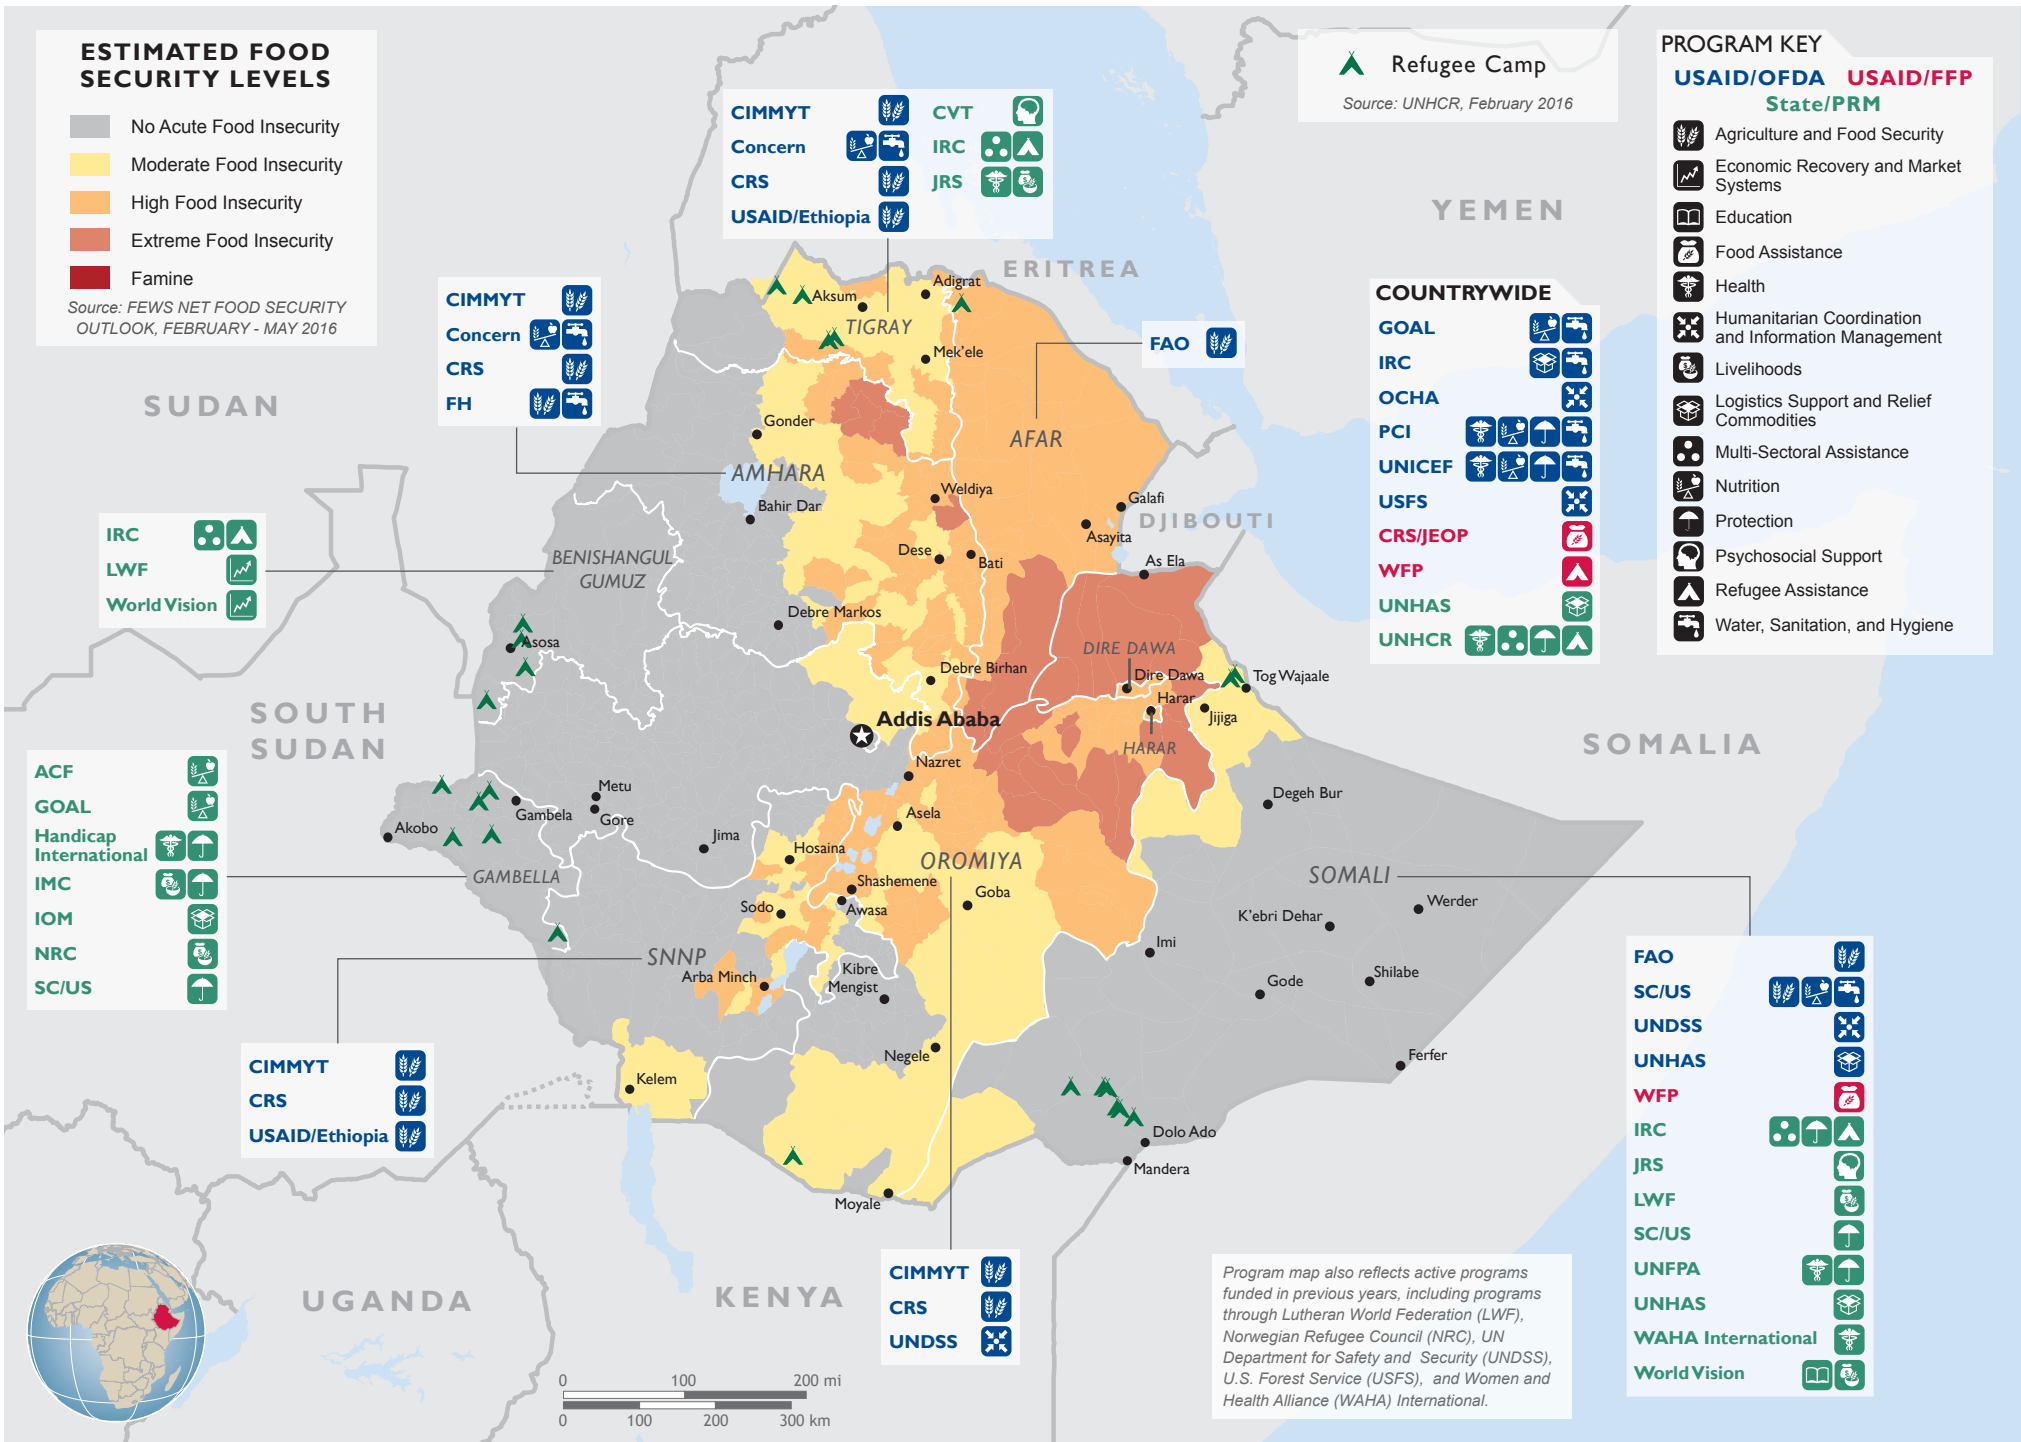 ESTIMATED FOOD
SECURITY LEVELS
No Acute Food Insecurity
Moderate Food Insecurity
High Food Insecurity
Extreme Food Insecurity
Famine
Source: FEWS NET FOOD SECURITY
OUTLOOK, FEBRUARY - MAY 2016
CIMMYT
Concern
CRS
USAID/Ethiopia
CVT
IRC
JRS
Refugee Camp
Source: UNHCR, February 2016
PROGRAM KEY
USAID/OFDA USAID/FFP
State/PRM
Agriculture and Food Security
Economic Recovery and Market
Systems
Education
Food Assistance
Health
Humanitarian Coordination
and Information Management
Livelihoods
Logistics Support and Relief
Commodities
Multi-Sectoral Assistance
Nutrition
Protection
Psychosocial Support
Refugee Assistance
Water, Sanitation, and Hygiene
COUNTRYWIDE
GOAL
IRC
OCHA
PCI
UNICEF
USFS
CRS/JEOP
WFP
UNHAS
UNHCR
CIMMYT
Concern
CRS
FH
FAO
IRC
LWF
World Vision
ACF
GOAL
Handicap
International
IMC
IOM
NRC
SC/US
CIMMYT
CRS
USAID/Ethiopia
CIMMYT
CRS
UNDSS
FAO
SC/US
UNDSS
UNHAS
WFP
IRC
JRS
LWF
SC/US
UNFPA
UNHAS
WAHA International
World Vision
YEMEN
ERITREA
SUDAN
DJIBOUTI
SOUTH
SUDAN
SOMALIA
UGANDA
KENYA
Aksum
Adigrat
TIGRAY
Mek'ele
Gonder
AFAR
AMHARA
Weldiya
Galafi
Bahir Dar
Asayita
Dese
Bati
As Ela
BENISHANGUL
GUMUZ
Debre Markos
Asosa
DIRE DAWA
Debre Birhan
Dire Dawa
Tog Wajaale
Harar
Jijiga
Addis Ababa
HARAR
Nazret
Metu
Degeh Bur
Gambela
Gore
Asela
Akobo
Jima
Hosaina
OROMIYA
GAMBELLA
Shashemene
SOMALI
Goba
Sodo
Awasa
Werder
K'ebri Dehar
Imi
SNNP
Arba Minch
Kibre
Mengist
Gode
Shilabe
Negele
Ferfer
Kelem
Dolo Ado
Mandera
Moyale
Program map also reflects active programs
funded in previous years, including programs
through Lutheran World Federation (LWF),
Norwegian Refugee Council (NRC), UN
Department for Safety and Security (UNDSS),
U.S. Forest Service (USFS), and Women and
Health Alliance (WAHA) International.
0 100 200 mi
0 100 200 300 km